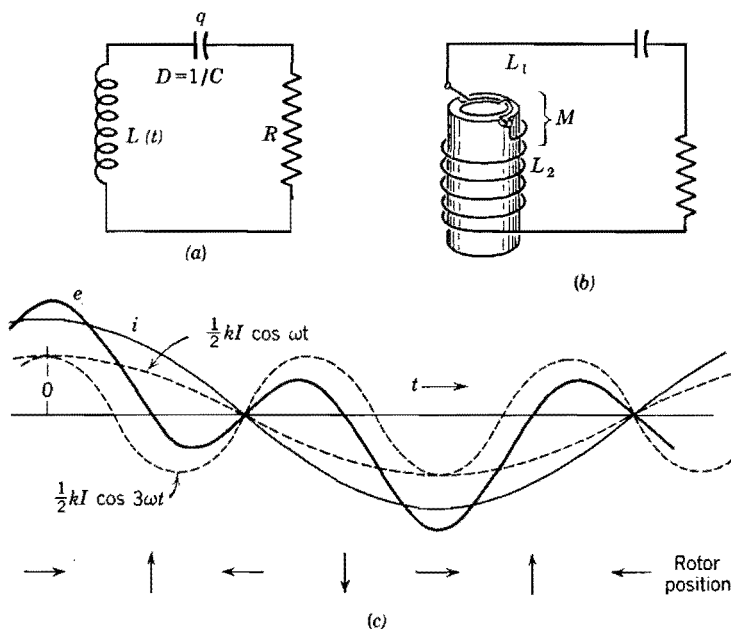 q
D=1/C
L (t)
R
(a)
L₁
M
L₂
(b)
e
i
½kI cos ωt
0
t
½kI cos 3ωt
Rotor
position
(c)